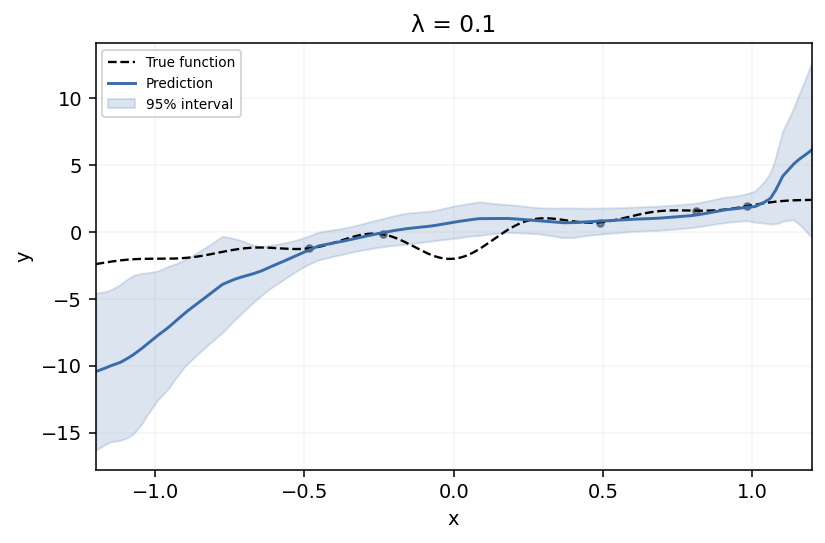 λ = 0.1
True function
Prediction
95% interval
y
10
5
0
−5
−10
−15
−1.0
−0.5
0.0
0.5
1.0
x